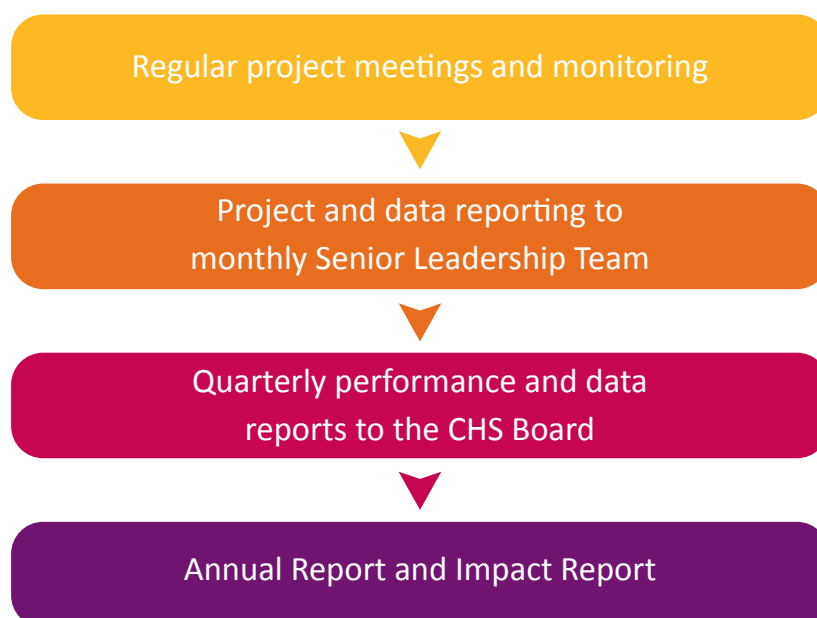 Regular project meetings and monitoring
Project and data reporting to
monthly Senior Leadership Team
Quarterly performance and data
reports to the CHS Board
Annual Report and Impact Report